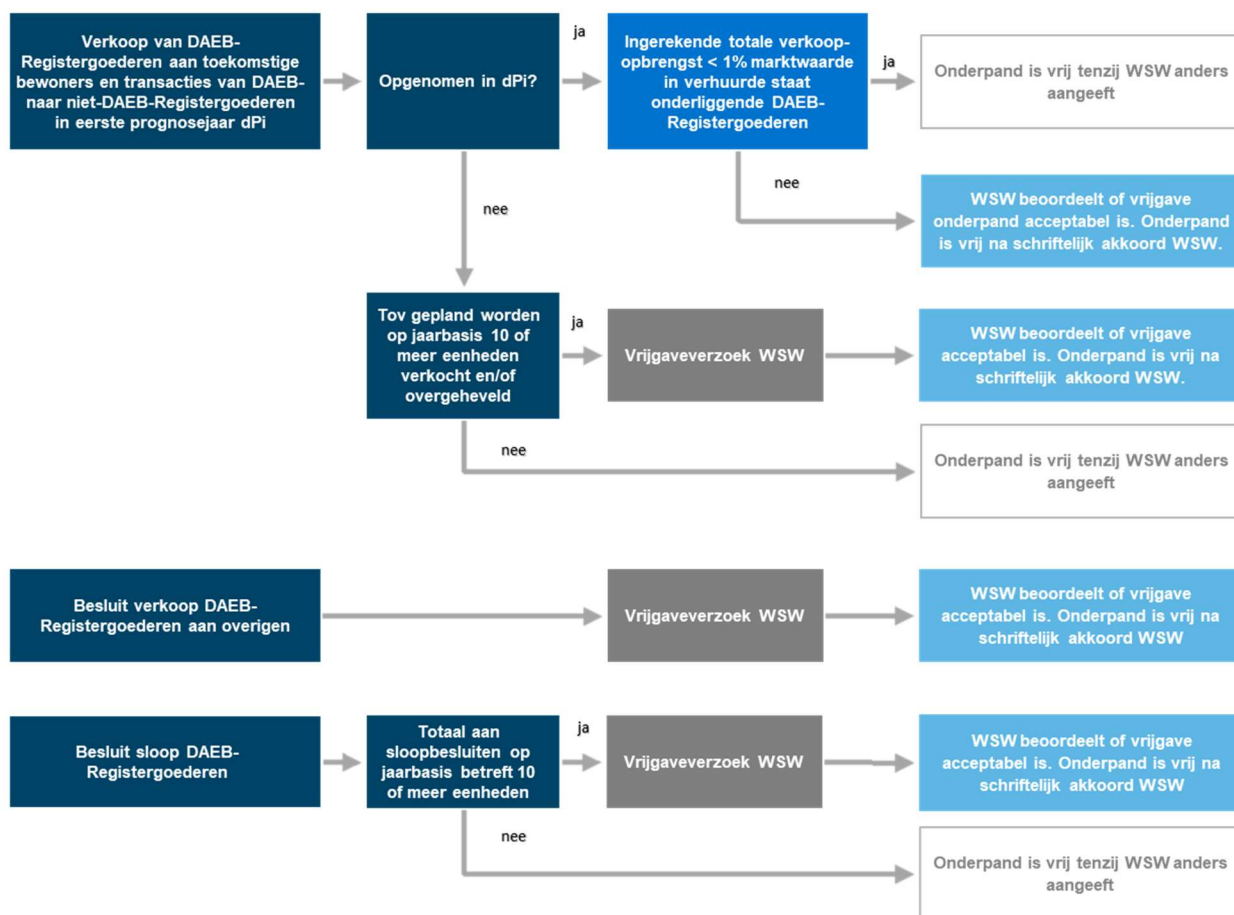 Verkoop van DAEB-
Registergoederen aan toekomstige
bewoners en transacties van DAEB-
naar niet-DAEB-Registergoederen
in eerste prognosejaar dPi
Opgenomen in dPi?
ja
Ingerekende totale verkoop-
opbrengst < 1% marktwaarde
in verhuurde staat
onderliggende DAEB-
Registergoederen
ja
Onderpand is vrij tenzij WSW anders
aangeeft
nee
nee
WSW beoordeelt of vrijgave
onderpand acceptabel is. Onderpand
is vrij na schriftelijk akkoord WSW.
Tov gepland worden
op jaarbasis 10 of
meer eenheden
verkocht en/of
overgeheveld
ja
Vrijgaveverzoek WSW
WSW beoordeelt of vrijgave
acceptabel is. Onderpand is vrij na
schriftelijk akkoord WSW.
nee
Onderpand is vrij tenzij WSW anders
aangeeft
Besluit verkoop DAEB-
Registergoederen aan overigen
Vrijgaveverzoek WSW
WSW beoordeelt of vrijgave
acceptabel is. Onderpand is vrij na
schriftelijk akkoord WSW
Besluit sloop DAEB-
Registergoederen
Totaal aan
sloopbesluiten op
jaarbasis betreft 10
of meer eenheden
ja
Vrijgaveverzoek WSW
WSW beoordeelt of vrijgave
acceptabel is. Onderpand is vrij na
schriftelijk akkoord WSW
nee
Onderpand is vrij tenzij WSW anders
aangeeft